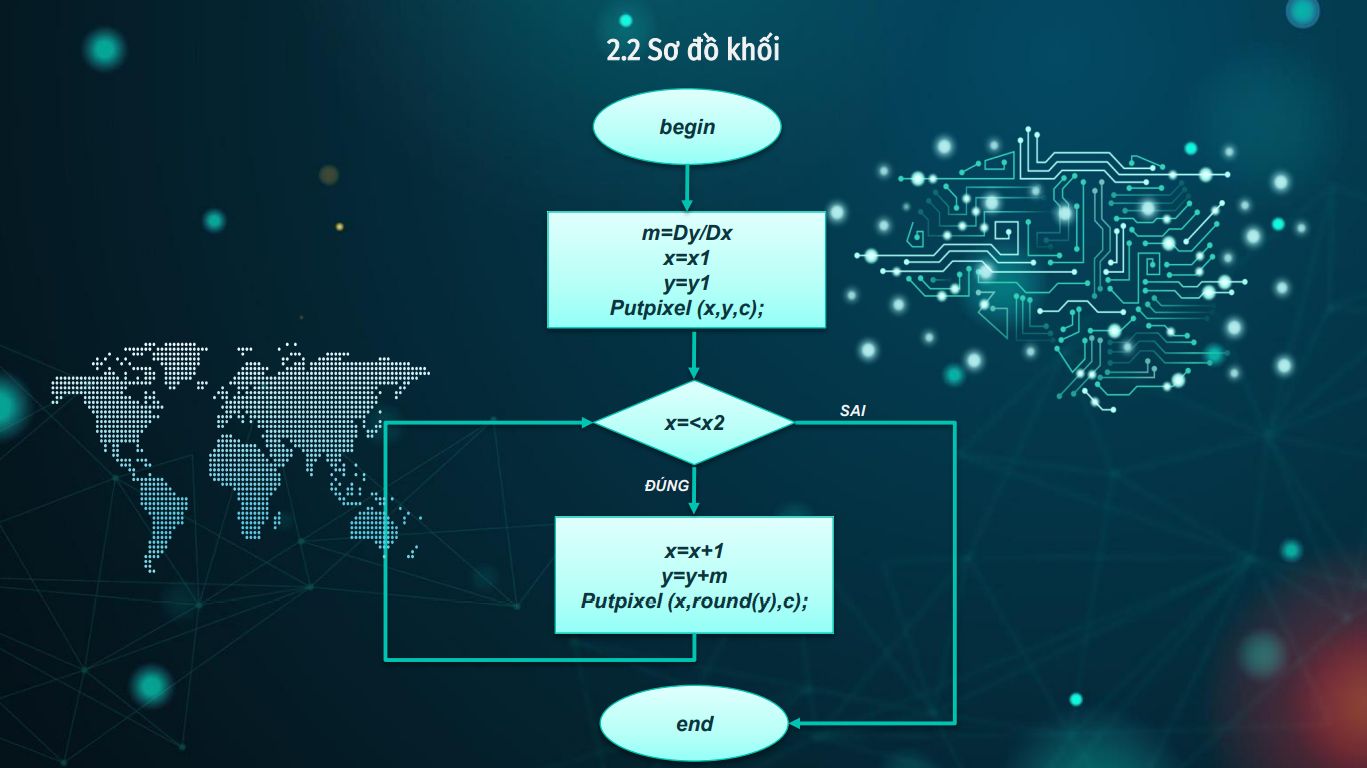 2.2 Sơ đồ khối
begin
m=Dy/Dx
x=x1
y=y1
Putpixel (x,y,c);
x=<x2
SAI
ĐÚNG
x=x+1
y=y+m
Putpixel (x,round(y),c);
end